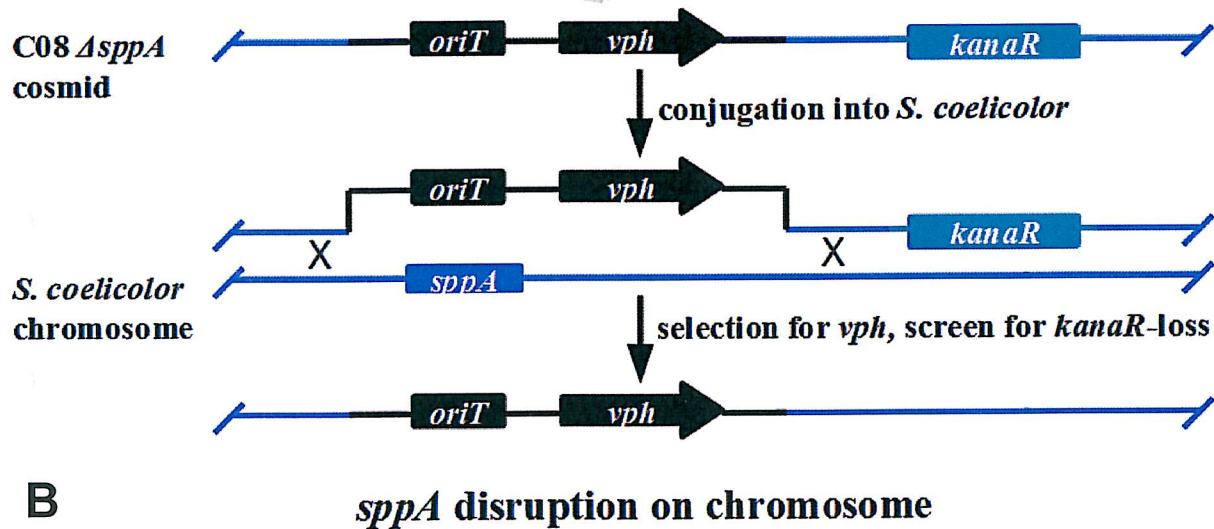 C08 ΔsppA
cosmid
oriT vph kanaR
conjugation into S. coelicolor
oriT vph
kanaR
X X
S. coelicolor
chromosome
sppA
selection for vph, screen for kanaR-loss
oriT vph
B sppA disruption on chromosome